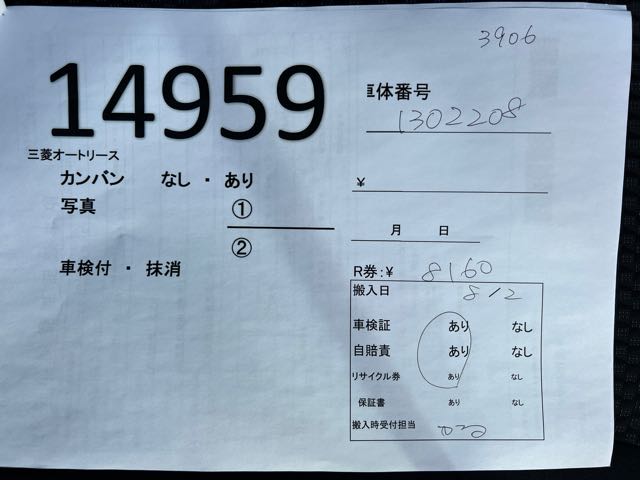 3906
14959
車体番号
1302208
三菱オートリース
カンバン なし ・ あり
¥
写真 ①
月 日
②
車検付 ・ 抹消
R券:¥ 8160
搬入日 8/2
車検証 あり なし
自賠責 あり なし
リサイクル券 あり なし
保証書 あり なし
搬入時受付担当